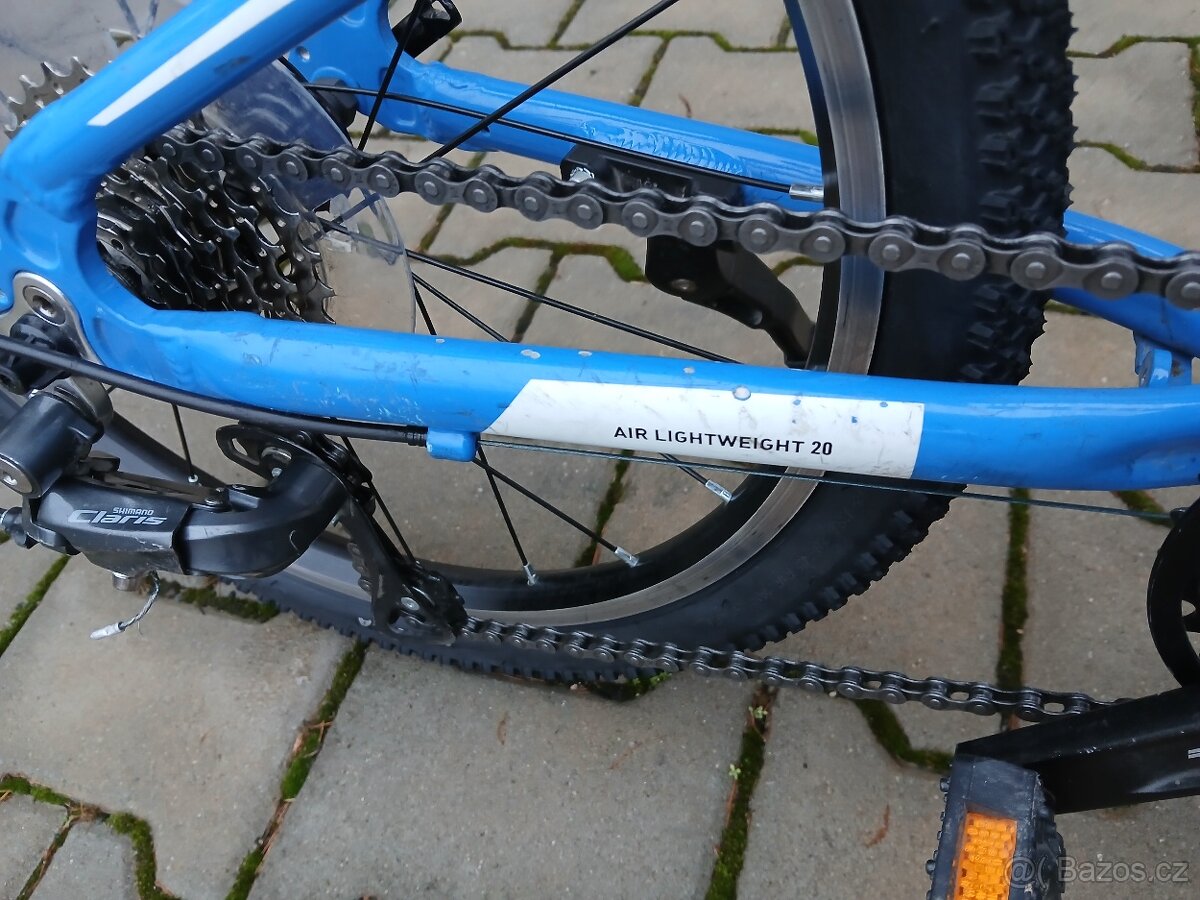 AIR LIGHTWEIGHT 20
SHIMANO
Claris
@( Bazos.cz